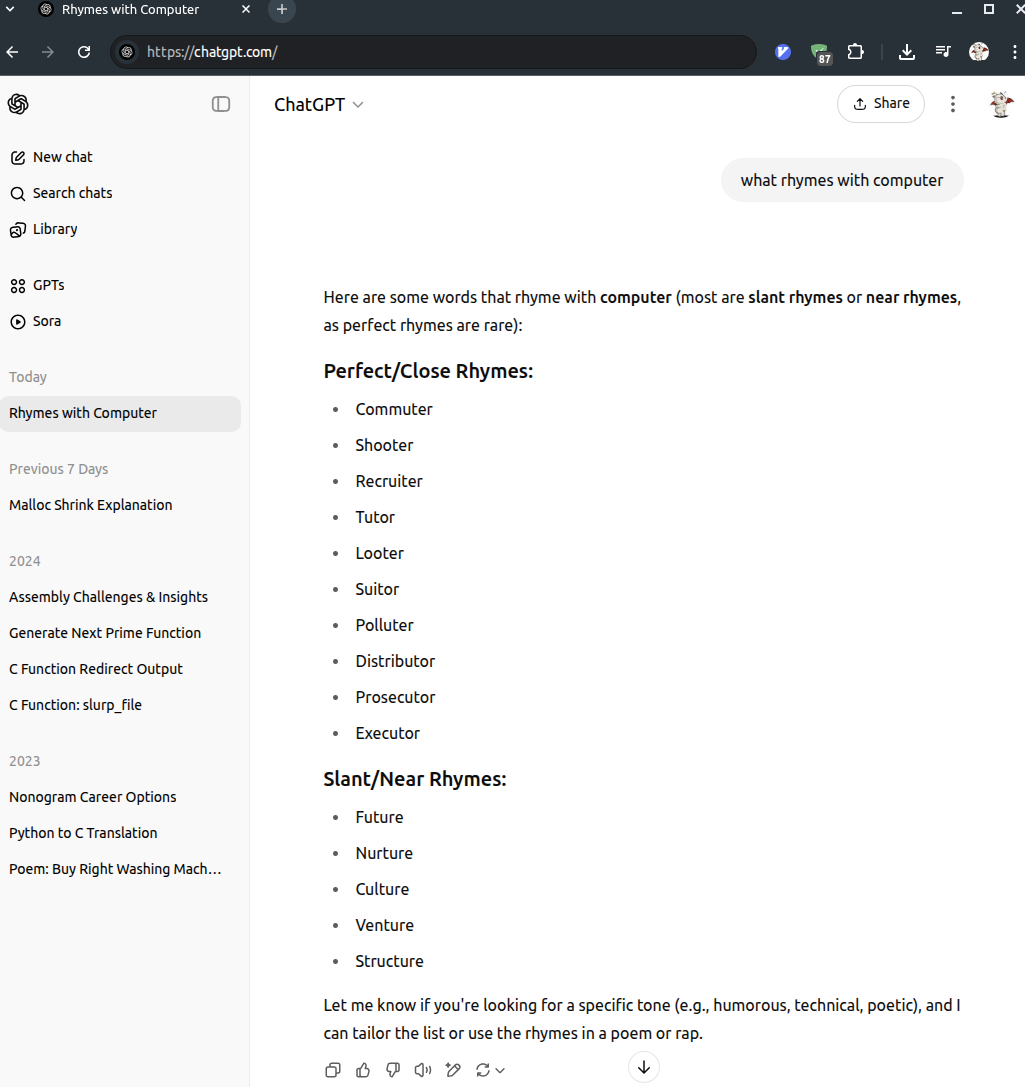 Rhymes with Computer
https://chatgpt.com/
87
ChatGPT
Share
New chat
Search chats
Library
GPTs
Sora
Today
Rhymes with Computer
Previous 7 Days
Malloc Shrink Explanation
2024
Assembly Challenges & Insights
Generate Next Prime Function
C Function Redirect Output
C Function: slurp_file
2023
Nonogram Career Options
Python to C Translation
Poem: Buy Right Washing Mach...
what rhymes with computer
Here are some words that rhyme with computer (most are slant rhymes or near rhymes,
as perfect rhymes are rare):
Perfect/Close Rhymes:
• Commuter
• Shooter
• Recruiter
• Tutor
• Looter
• Suitor
• Polluter
• Distributor
• Prosecutor
• Executor
Slant/Near Rhymes:
• Future
• Nurture
• Culture
• Venture
• Structure
Let me know if you're looking for a specific tone (e.g., humorous, technical, poetic), and I
can tailor the list or use the rhymes in a poem or rap.